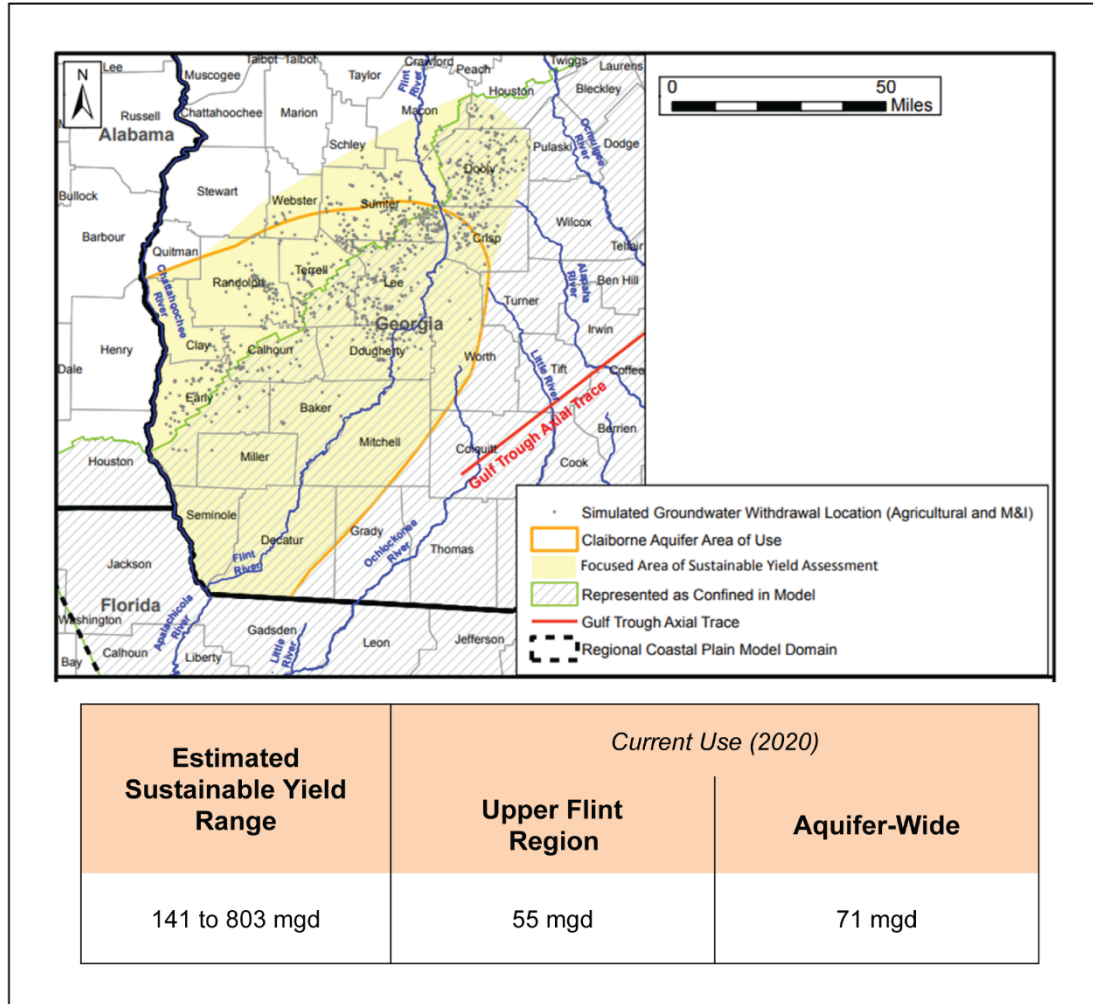 Lee
Talbot
Talbot
Crawford
Twiggs
Laurens
N
Muscogee
Taylor
Peach
Bleckley
Houston
Chattahoochee
Marion
Macon
Russell
Alabama
Flint River
Ocmulgee River
Dodge
Schley
Pulaski
Dooly
Stewart
Bullock
Webster
Sumter
Wilcox
Barbour
Crisp
Quitman
Telfair
Chattahoochee River
Randolph
Terrell
Lee
Alapaha River
Ben Hill
Turner
Georgia
Irwin
Henry
Clay
Calhoun
Dougherty
Worth
Little River
Tift
Coffee
Dale
Early
Baker
Gulf Trough Axial Trace
Berrien
Mitchell
Colquitt
Houston
Miller
Cook
Seminole
Decatur
Grady
Thomas
Flint River
Ochlockonee River
Jackson
Florida
Washington
Apalachicola River
Gadsden
Little River
Leon
Jefferson
Calhoun
Bay
Liberty
0 50
Miles
Simulated Groundwater Withdrawal Location (Agricultural and M&I)
Claiborne Aquifer Area of Use
Focused Area of Sustainable Yield Assessment
Represented as Confined in Model
Gulf Trough Axial Trace
Regional Coastal Plain Model Domain
Estimated
Sustainable Yield
Range
Current Use (2020)
Upper Flint
Region
Aquifer-Wide
141 to 803 mgd
55 mgd
71 mgd